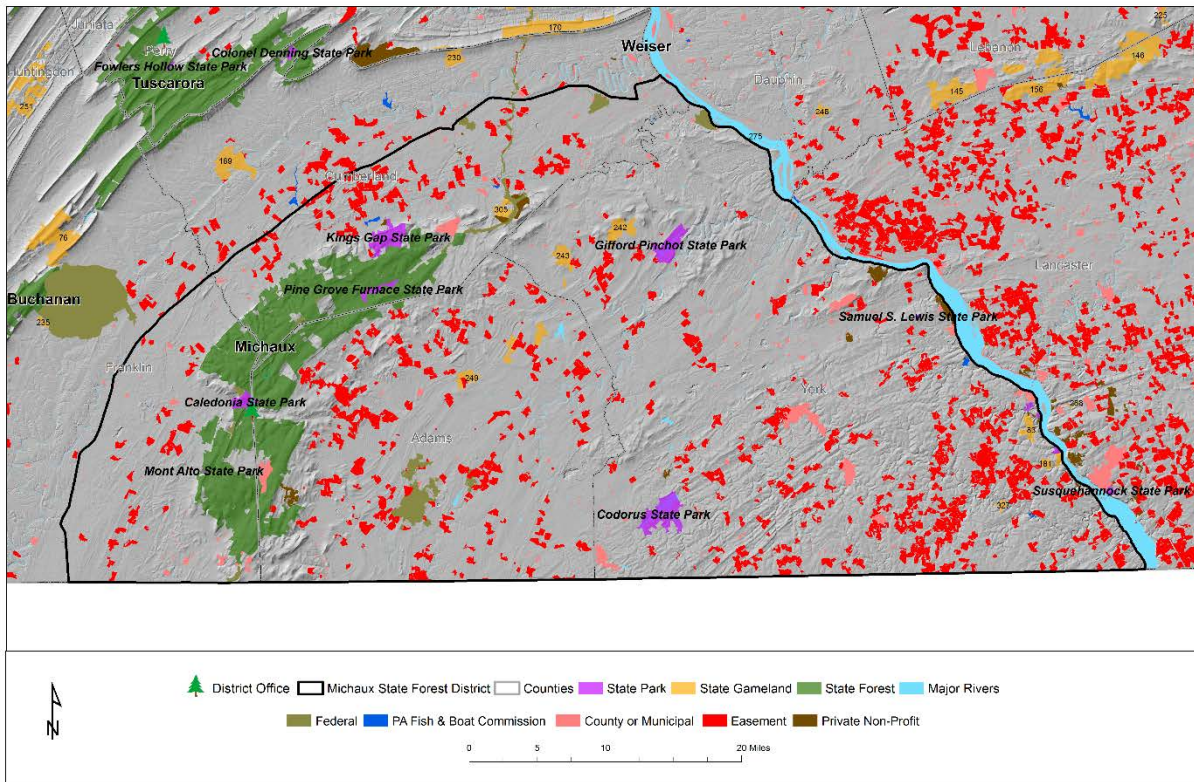 Juniata
Perry
Colonel Denning State Park
Fowlers Hollow State Park
Tuscarora
Huntingdon
251
170
230
Weiser
Dauphin
Lebanon
225
146
145
156
248
275
169
Cumberland
76
305
Kings Gap State Park
242
243
Gifford Pinchot State Park
Lancaster
Buchanan
235
Pine Grove Furnace State Park
Samuel S. Lewis State Park
Michaux
Franklin
249
York
Caledonia State Park
Adams
268
83
181
Mont Alto State Park
Susquehannock State Park
Codorus State Park
District Office
Michaux State Forest District
Counties
State Park
State Gameland
State Forest
Major Rivers
Federal
PA Fish & Boat Commission
County or Municipal
Easement
Private Non-Profit
N
0 5 10 20 Miles